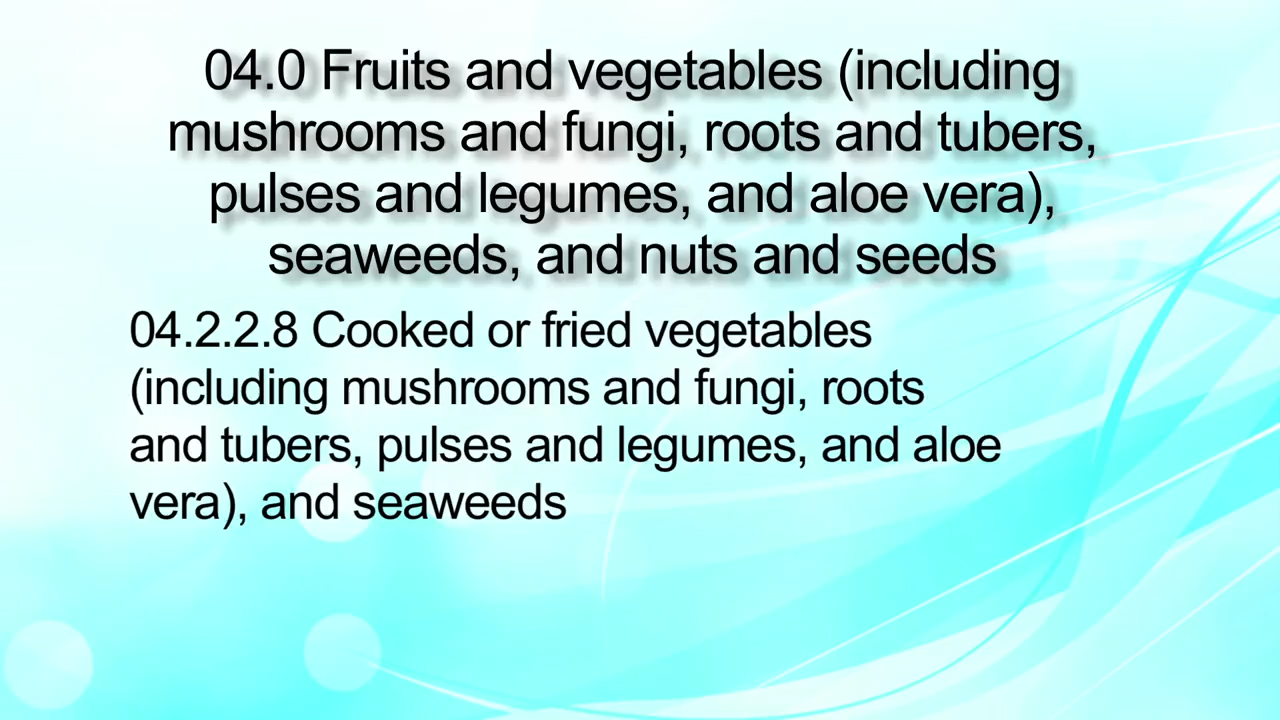 04.0 Fruits and vegetables (including
mushrooms and fungi, roots and tubers,
pulses and legumes, and aloe vera),
seaweeds, and nuts and seeds
04.2.2.8 Cooked or fried vegetables
(including mushrooms and fungi, roots
and tubers, pulses and legumes, and aloe
vera), and seaweeds